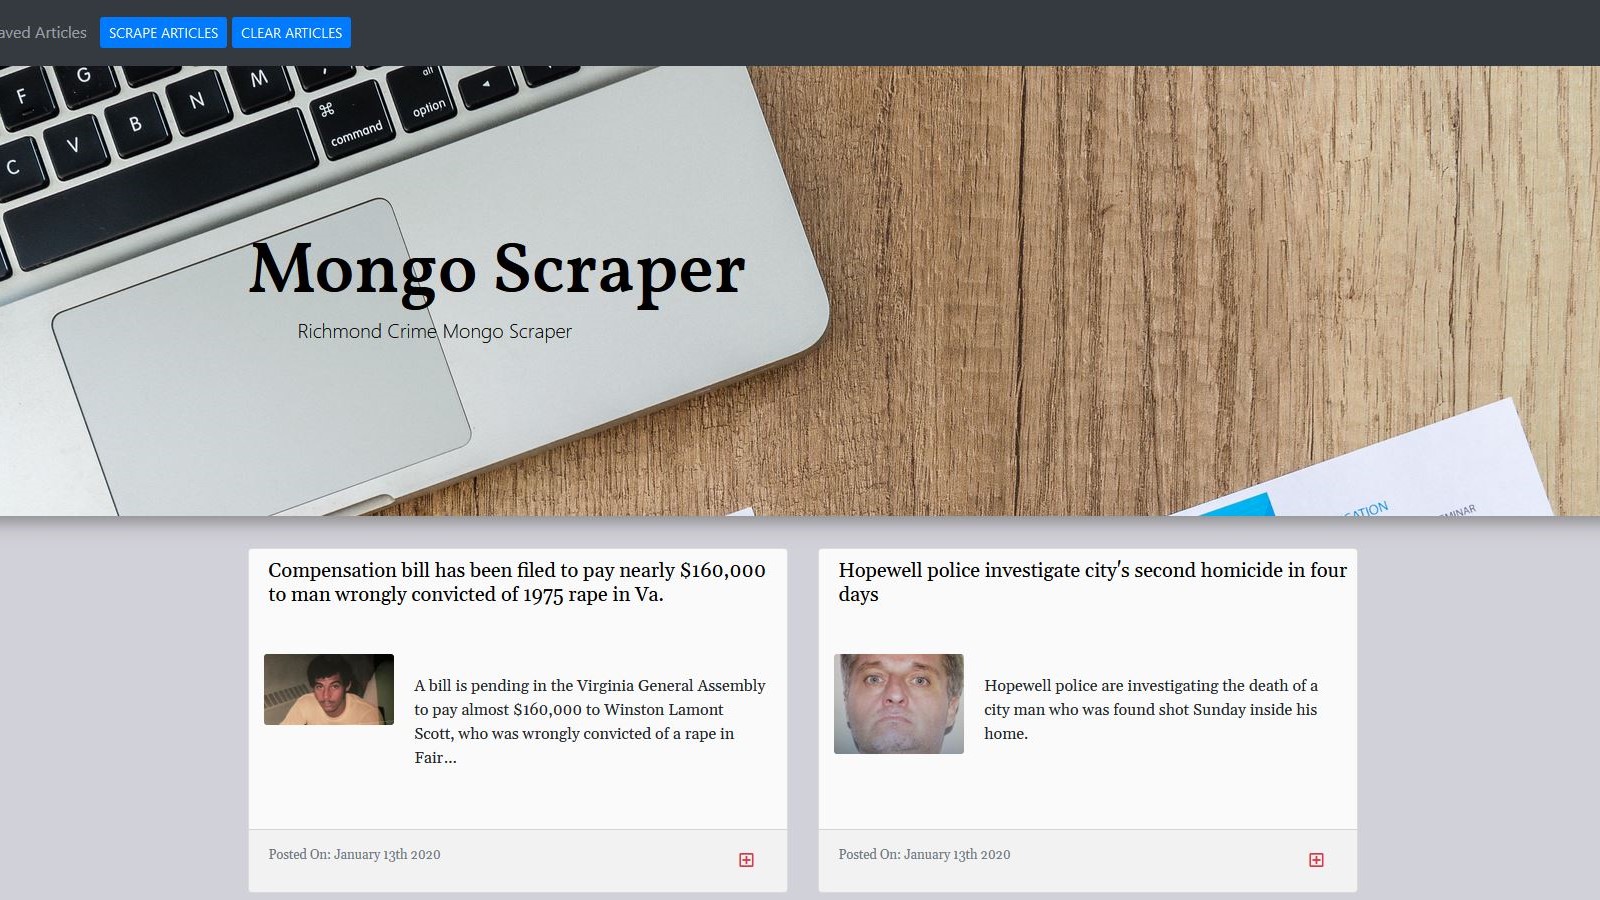 aved Articles SCRAPE ARTICLES CLEAR ARTICLES
G
F
M
N
B
V
C
alt
option
⌘
command
Mongo Scraper
Richmond Crime Mongo Scraper
CATION
MINAR
Compensation bill has been filed to pay nearly $160,000
to man wrongly convicted of 1975 rape in Va.
A bill is pending in the Virginia General Assembly
to pay almost $160,000 to Winston Lamont
Scott, who was wrongly convicted of a rape in
Fair...
Posted On: January 13th 2020
Hopewell police investigate city's second homicide in four
days
Hopewell police are investigating the death of a
city man who was found shot Sunday inside his
home.
Posted On: January 13th 2020